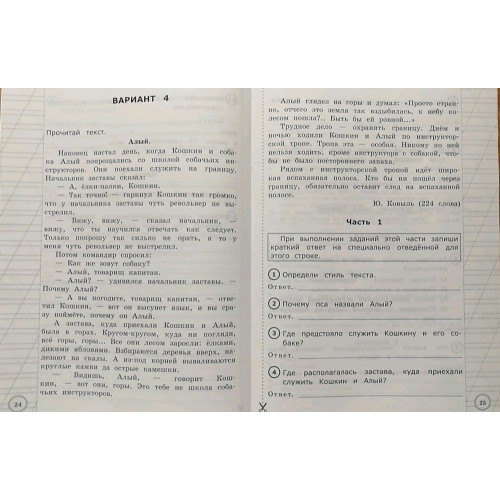 ВАРИАНТ 4
Прочитай текст.
Алый.
Наконец настал день, когда Кошкин и соба-
ка Алый попрощались со школой собачьих ин-
структоров. Они поехали служить на границу.
Начальник заставы сказал:
— А, ёлки-палки, Кошкин.
— Так точно! — гаркнул Кошкин так громко,
что у начальника заставы чуть револьвер не вы-
стрелил.
— Вижу, вижу, — сказал начальник, —
вижу, что ты научился отвечать как следует.
Только попрошу так сильно не орать, а то у
меня чуть револьвер не выстрелил.
Потом командир спросил:
— Как же зовут собаку?
— Алый, товарищ капитан.
— Алый? — удивился начальник заставы. —
Почему Алый?
— А вы погодите, товарищ капитан, — отве-
тил Кошкин, — вот он высунет язык, и вы сра-
зу поймёте, почему он Алый.
А застава, куда приехали Кошкин и Алый,
была в горах. Кругом-кругом, куда ни погляди,
всё горы, горы... Все они лесом заросли: ёлками,
дикими яблонями. Взбираются деревья вверх, на-
лезают на скалы. А из-под корней вываливаются
круглые камни да острые камешки.
— Видишь, Алый, — говорит Кош-
кин, — вот они, горы. Это тебе не школа соба-
чьих инструкторов.
24
Алый глядел на горы и думал: «Просто стран-
но, отчего это земля так вздыбилась, к небу ко-
лесом пошла?.. Быть бы ей ровной...»
Трудное дело — охранять границу. Днём и
ночью ходили Кошкин и Алый по инструктор-
ской тропе. Тропа эта — особая. Никому по ней
нельзя ходить, кроме инструктора с собакой, что-
бы не было постороннего запаха.
Рядом с инструкторской тропой идёт широ-
кая вспаханная полоса. Кто бы ни пошёл через
границу, обязательно оставит след на вспаханной
полосе.
Ю. Коваль (224 слова)
Часть 1
При выполнении заданий этой части запиши
краткий ответ на специально отведённой для
этого строке.
1 Определи стиль текста.
Ответ.
2 Почему пса назвали Алый?
Ответ.
3 Где предстояло служить Кошкину и его со-
баке?
Ответ.
4 Где располагалась застава, куда приехали
служить Кошкин и Алый?
Ответ.
25